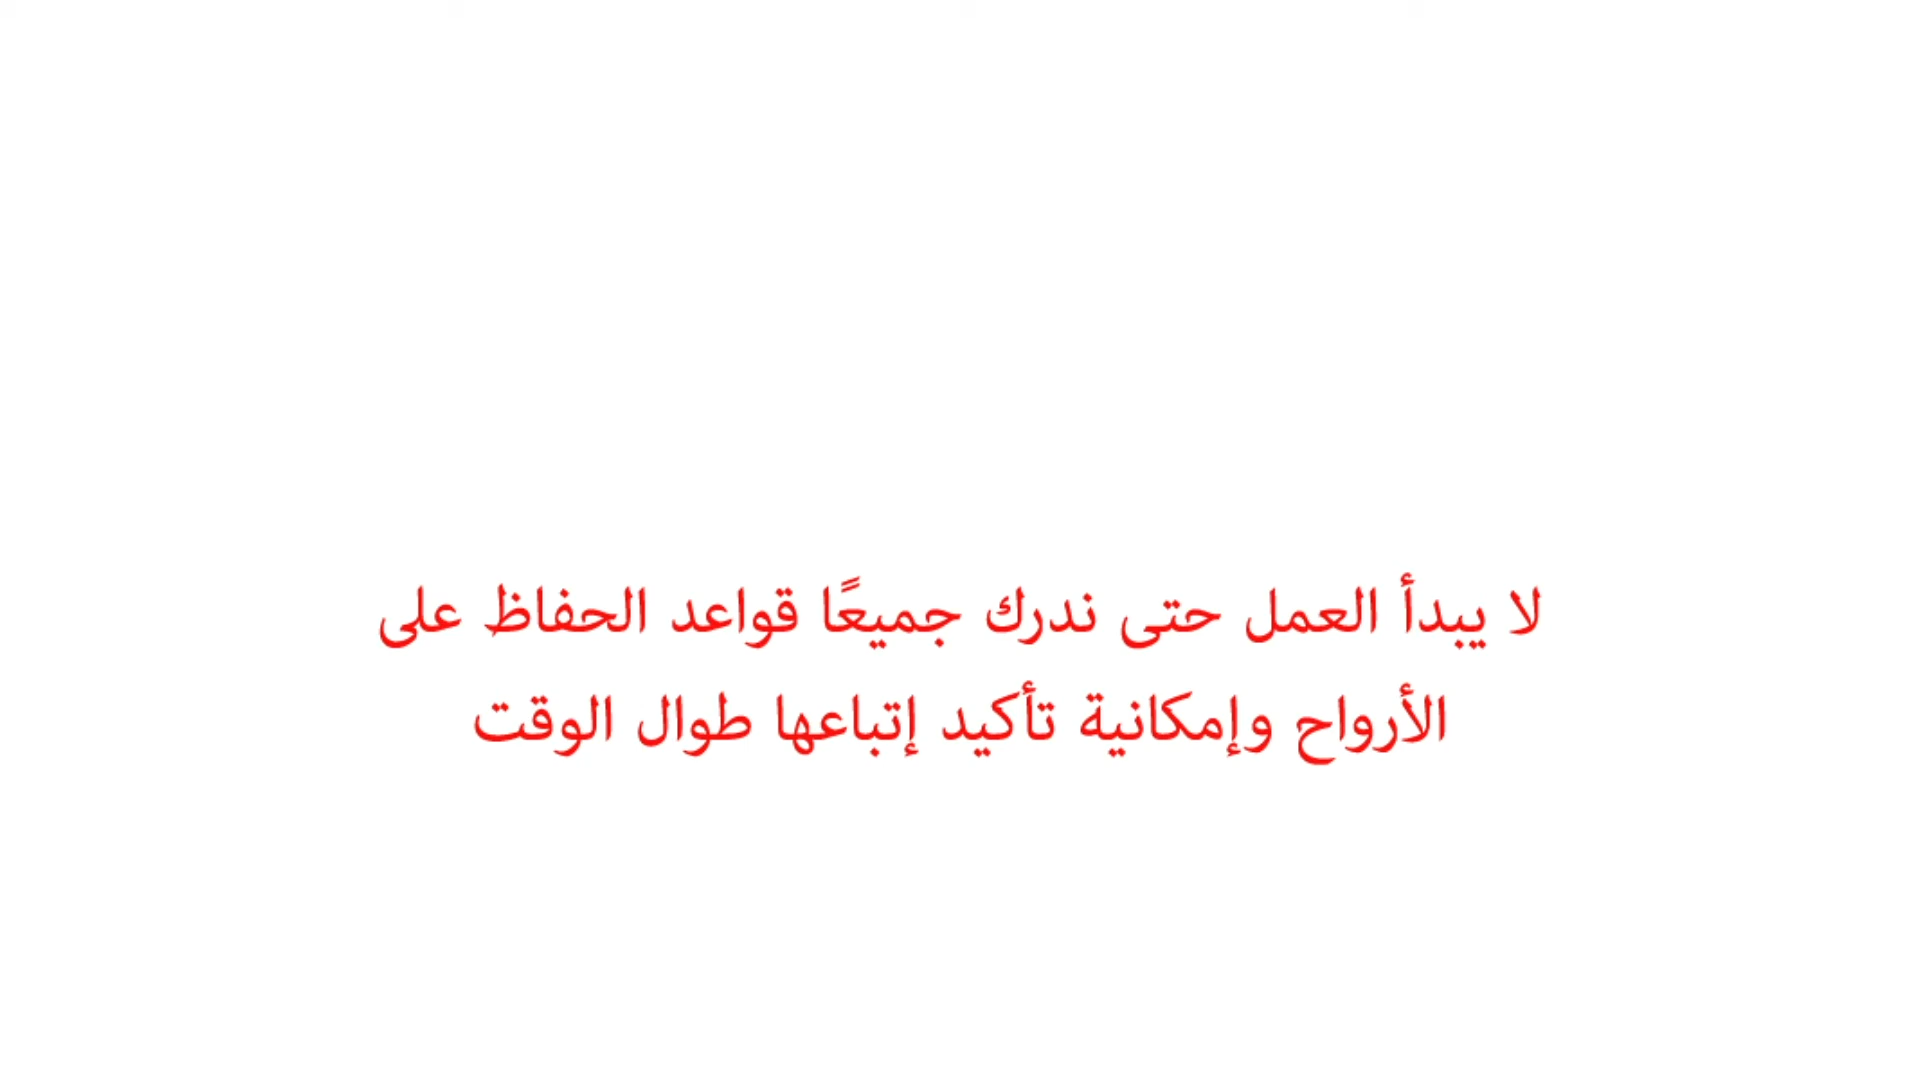 لا يبدأ العمل حتى ندرك جميعًا قواعد الحفاظ على
الأرواح وإمكانية تأكيد إتباعها طوال الوقت